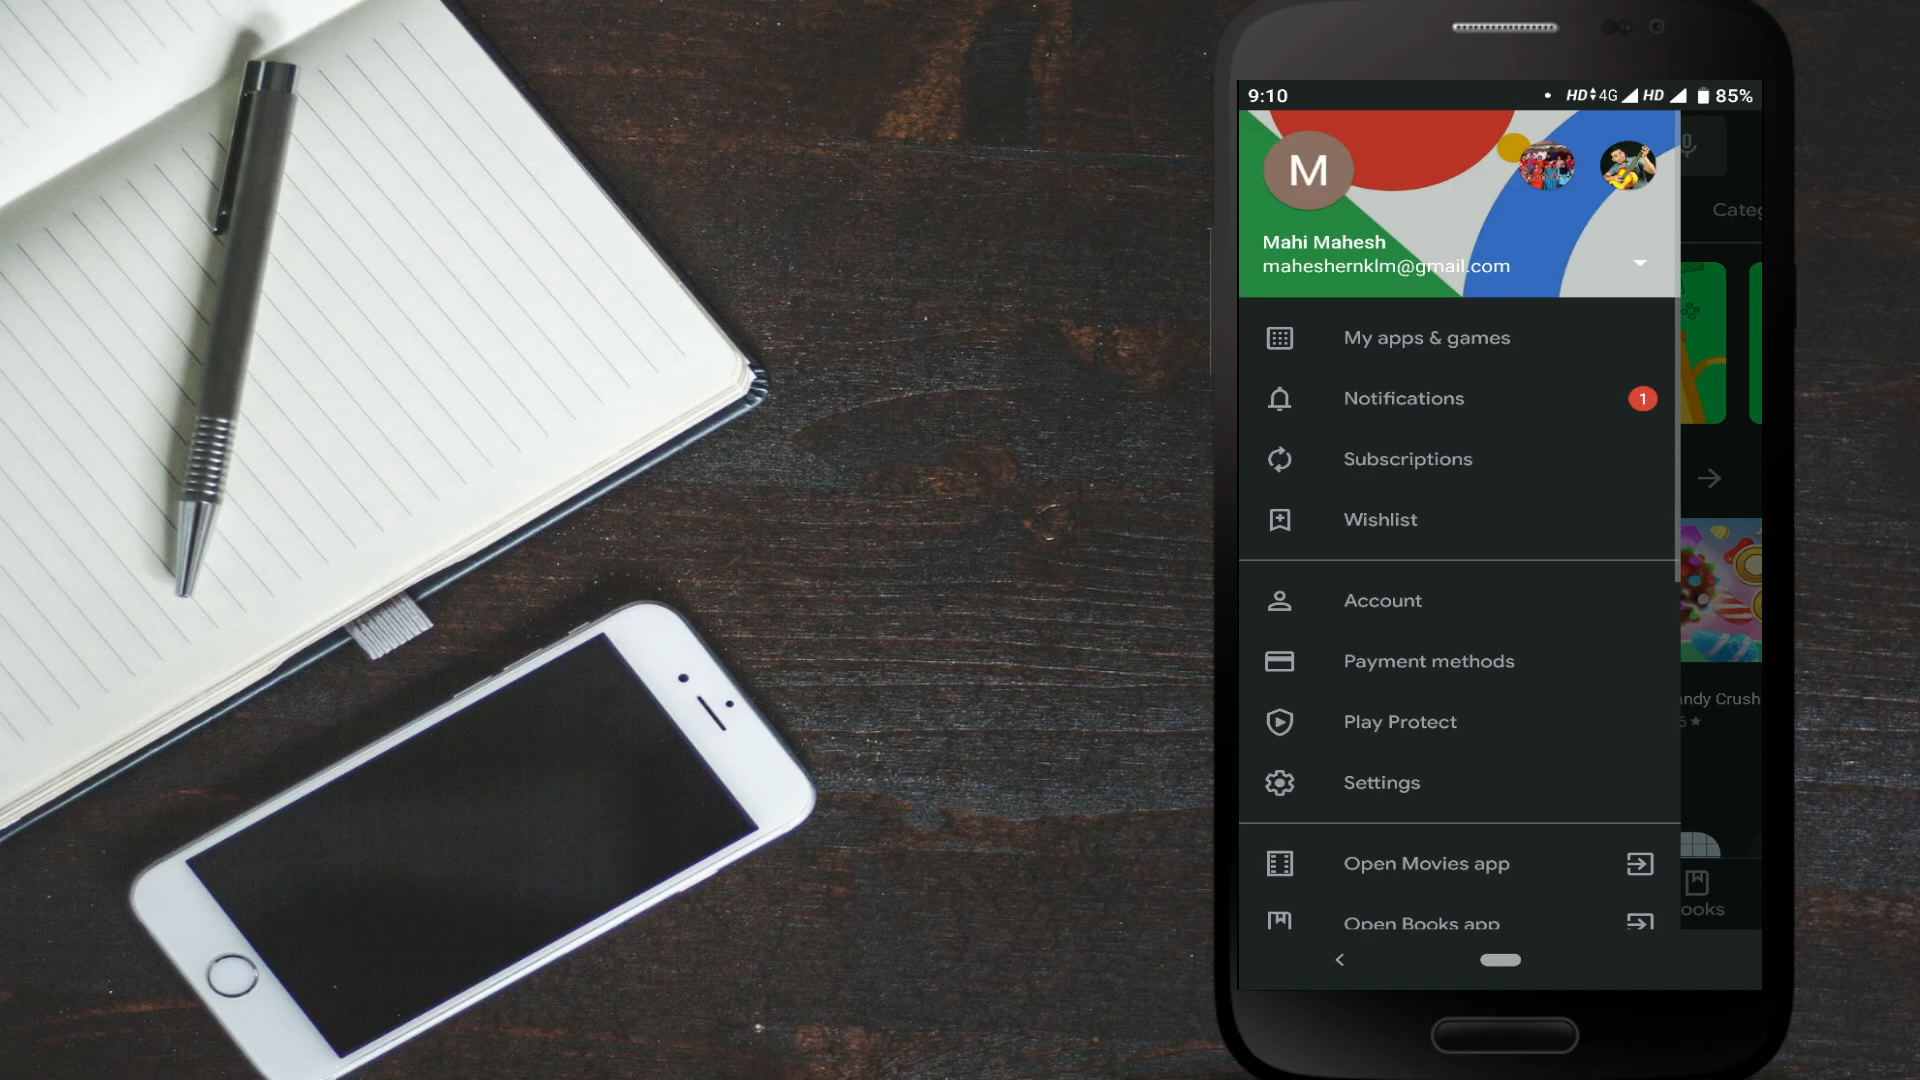 9:10
HD 4G HD 85%
M
Categ
Mahi Mahesh
maheshernklm@gmail.com
My apps & games
Notifications 1
Subscriptions
Wishlist
Account
Payment methods
andy Crush
Play Protect
Settings
Open Movies app
Open Books app
ooks